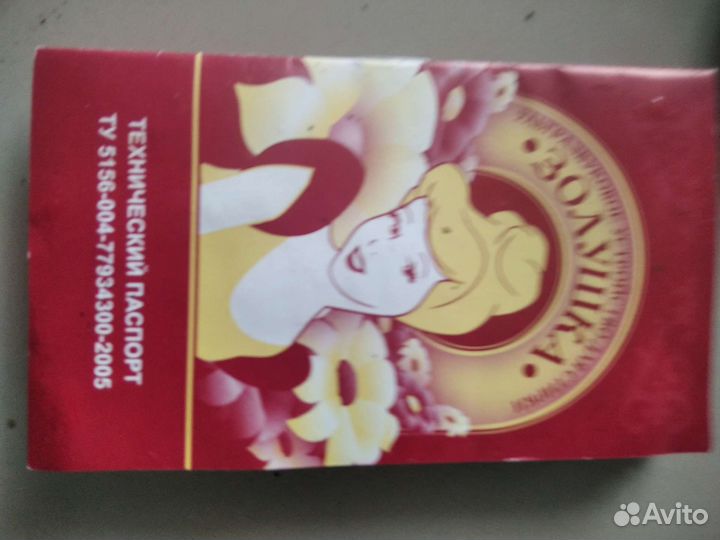 • ЗОЛУШКА •
ТЕХНИЧЕСКИЙ ПАСПОРТ
ТУ 5156-004-77934300-2005
Avito